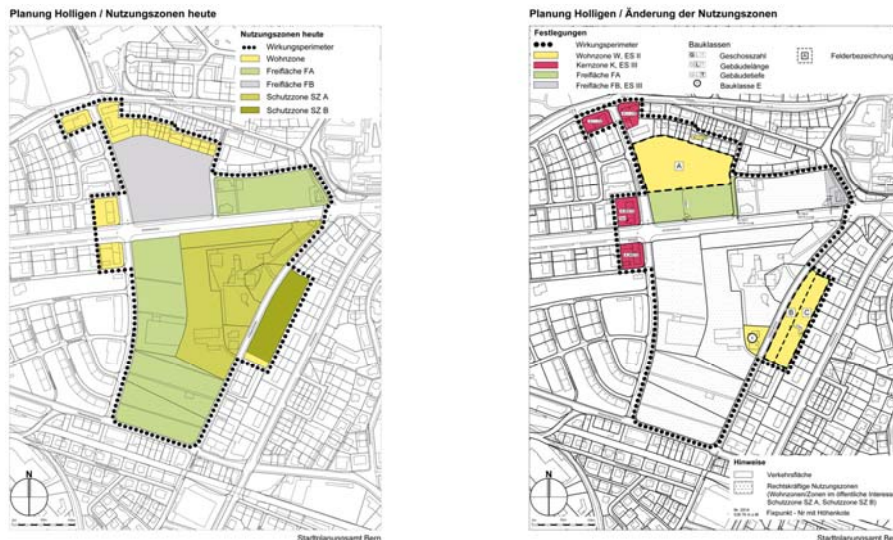 Planung Holligen / Nutzungszonen heute
Nutzungszonen heute
Wirkungsperimeter
Wohnzone
Freifläche FA
Freifläche FB
Schutzzone SZ A
Schutzzone SZ B
N
Stadtplanungsamt Bern
Planung Holligen / Änderung der Nutzungszonen
Festlegungen
Wirkungsperimeter
Wohnzone W, ES II
Kernzone K, ES III
Freifläche FA
Freifläche FB, ES III
Bauklassen
Geschosszahl
Gebäudelänge
Gebäudetiefe
Bauklasse E
A
Felderbezeichnung
A
B
C
Hinweise
Verkehrsfläche
Rechtskräftige Nutzungszonen
(Wohnzonen/Zonen im öffentliche Interesse
Schutzzone SZ A, Schutzzone SZ B)
Fixpunkt - Nr mit Höhenkote
N
Stadtplanungsamt Be